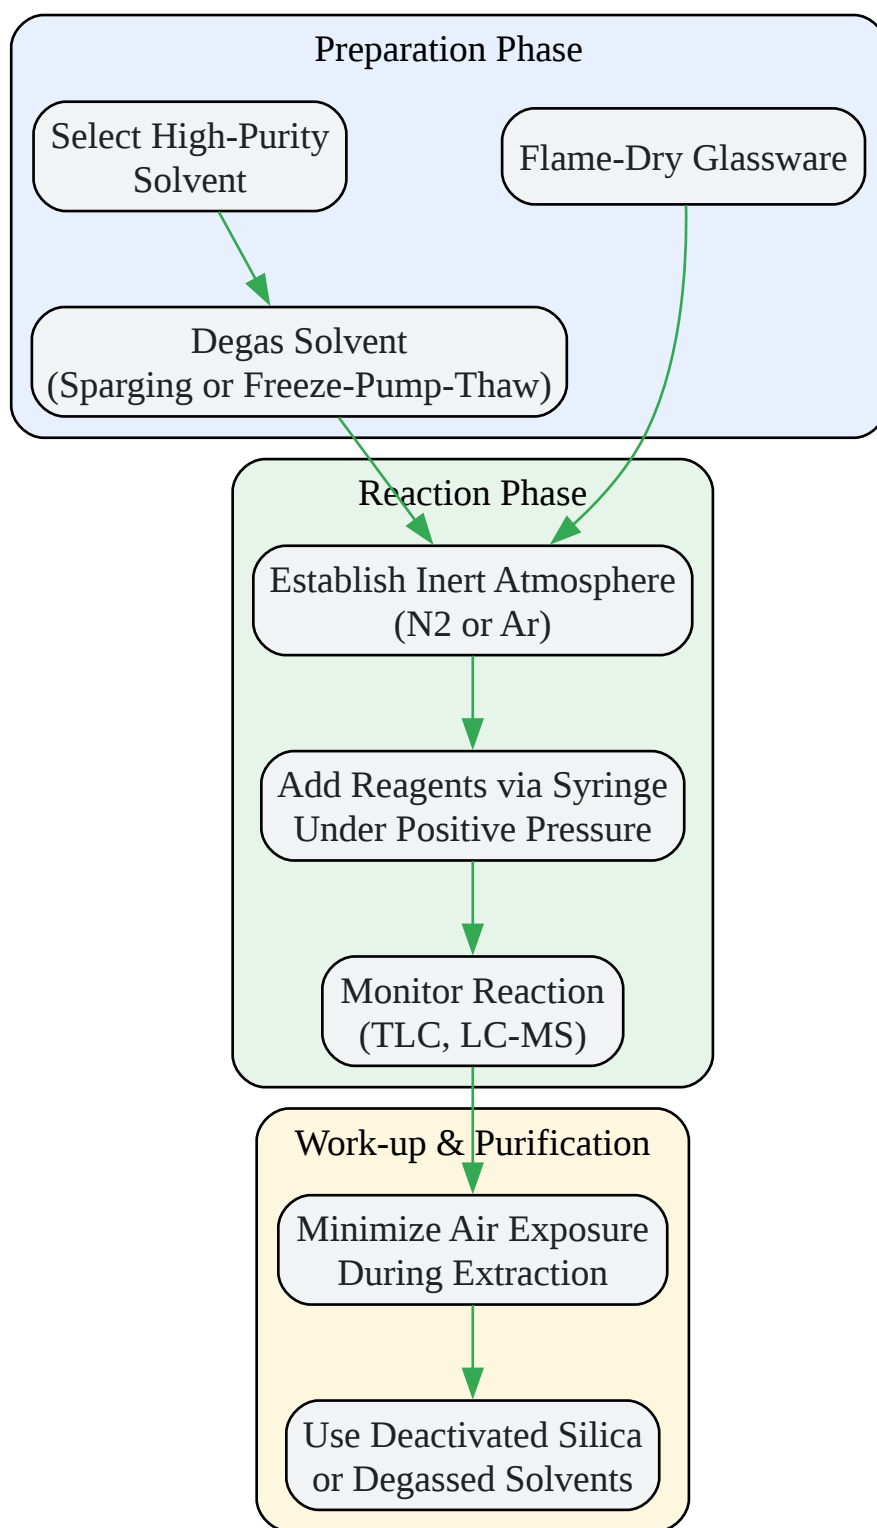 Preparation Phase
Select High-Purity
Solvent
Flame-Dry Glassware
Degas Solvent
(Sparging or Freeze-Pump-Thaw)
Reaction Phase
Establish Inert Atmosphere
(N2 or Ar)
Add Reagents via Syringe
Under Positive Pressure
Monitor Reaction
(TLC, LC-MS)
Work-up & Purification
Minimize Air Exposure
During Extraction
Use Deactivated Silica
or Degassed Solvents